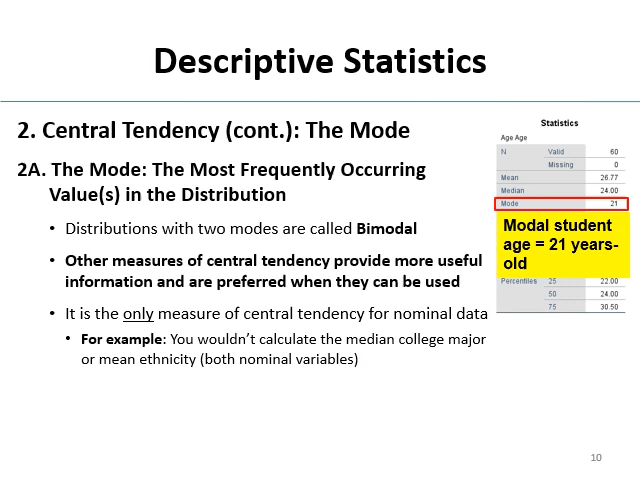 Descriptive Statistics
2. Central Tendency (cont.): The Mode
2A. The Mode: The Most Frequently Occurring
Value(s) in the Distribution
• Distributions with two modes are called Bimodal
• Other measures of central tendency provide more useful
information and are preferred when they can be used
• It is the only measure of central tendency for nominal data
• For example: You wouldn't calculate the median college major
or mean ethnicity (both nominal variables)
Statistics
Age Age
N Valid 60
Missing 0
Mean 26.77
Median 24.00
Mode 21
Modal student
age = 21 years-
old
Percentiles 25 22.00
50 24.00
75 30.50
10